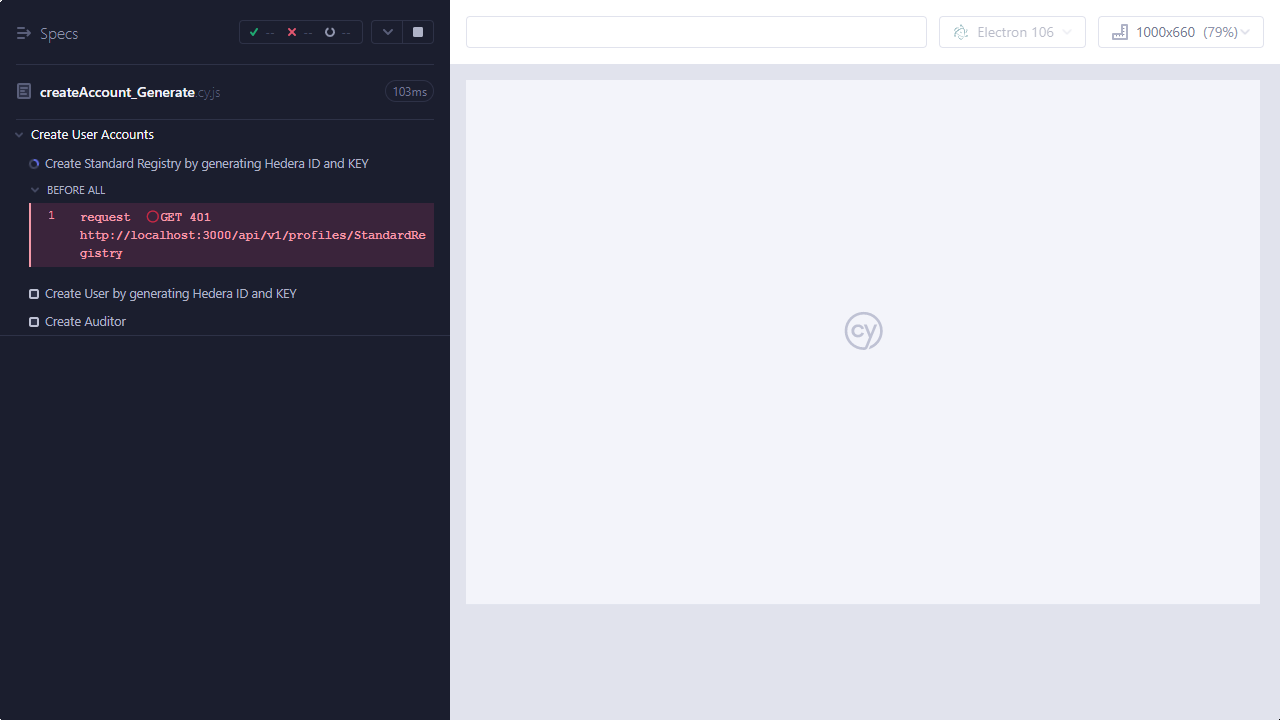 Specs
-- -- --
Electron 106
1000x660 (79%)
createAccount_Generate.cy.js
103ms
Create User Accounts
Create Standard Registry by generating Hedera ID and KEY
BEFORE ALL
1 request GET 401
http://localhost:3000/api/v1/profiles/StandardRe
gistry
Create User by generating Hedera ID and KEY
Create Auditor
cy